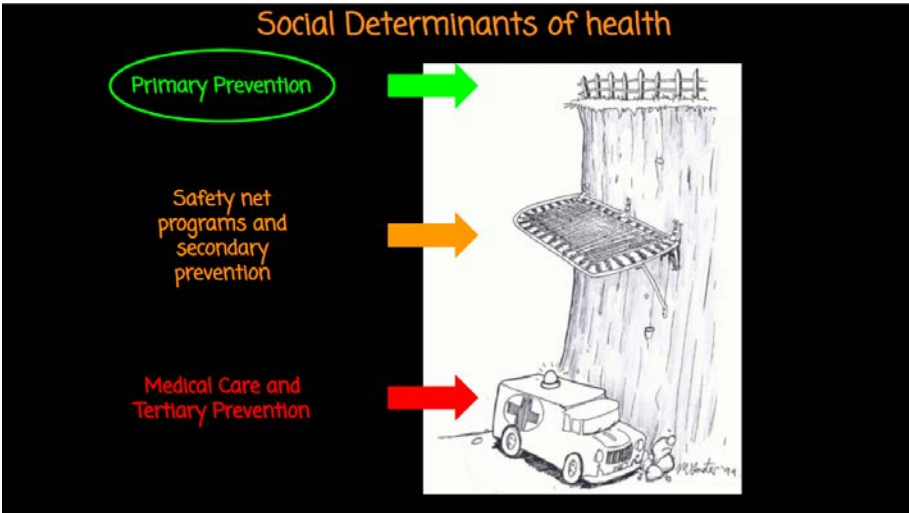 Social Determinants of health
Primary Prevention
Safety net
programs and
secondary
prevention
Medical Care and
Tertiary Prevention